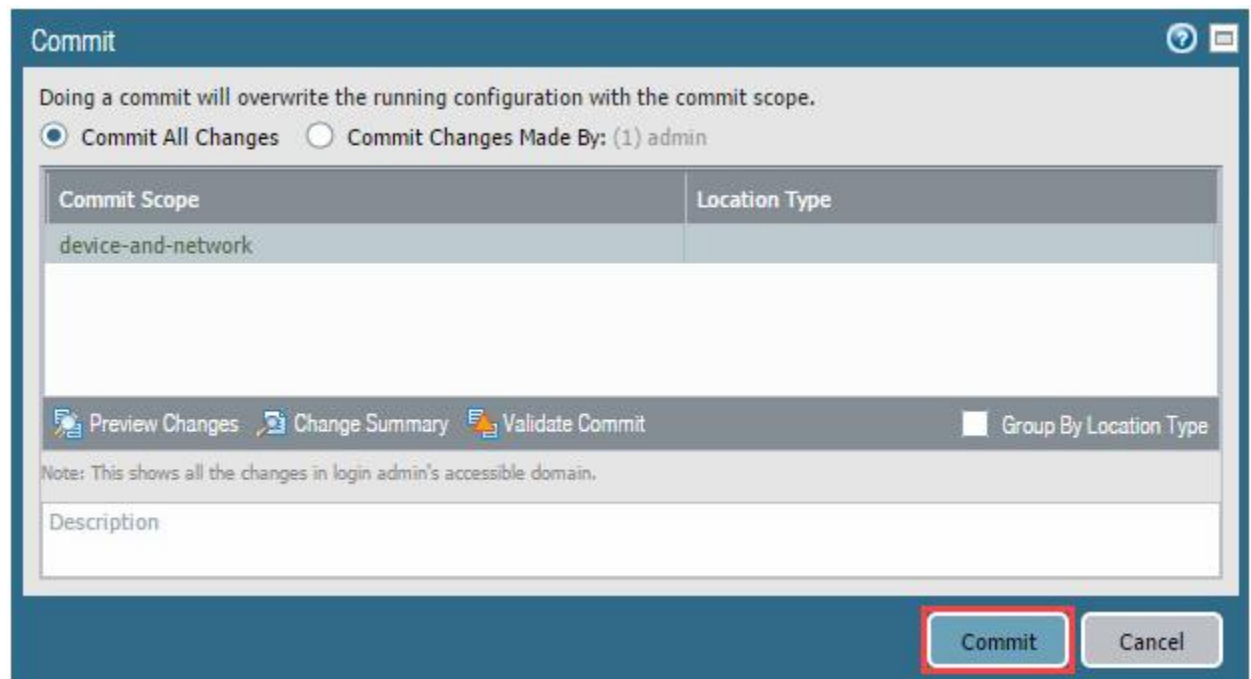 Commit
Doing a commit will overwrite the running configuration with the commit scope.
Commit All Changes Commit Changes Made By: (1) admin
Commit Scope Location Type
device-and-network
Preview Changes Change Summary Validate Commit Group By Location Type
Note: This shows all the changes in login admin's accessible domain.
Description
Commit Cancel